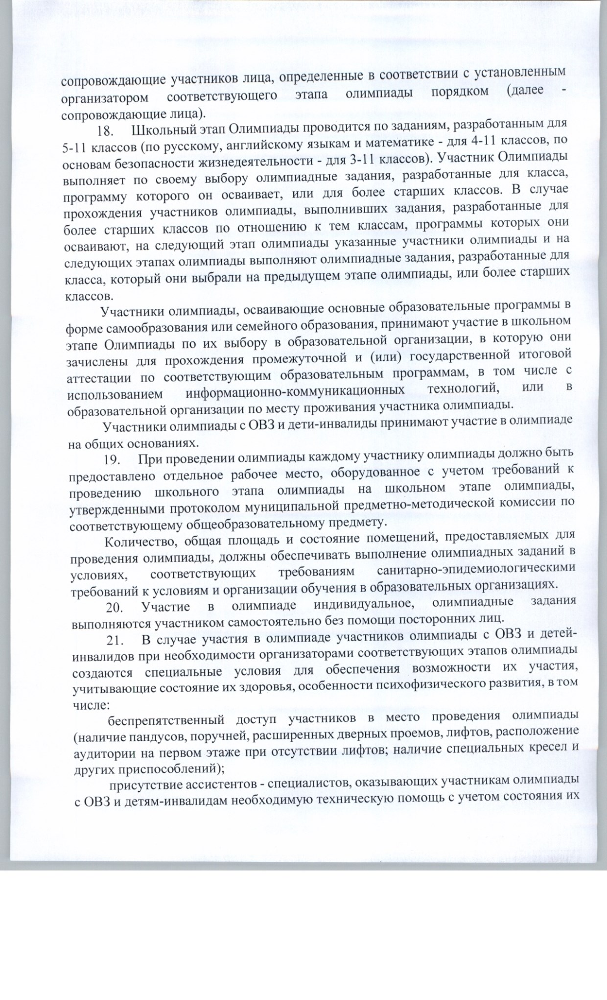 сопровождающие участников лица, определенные в соответствии с установленным
организатором соответствующего этапа олимпиады порядком (далее -
сопровождающие лица).
18. Школьный этап Олимпиады проводится по заданиям, разработанным для
5-11 классов (по русскому, английскому языкам и математике - для 4-11 классов, по
основам безопасности жизнедеятельности - для 3-11 классов). Участник Олимпиады
выполняет по своему выбору олимпиадные задания, разработанные для класса,
программу которого он осваивает, или для более старших классов. В случае
прохождения участников олимпиады, выполнивших задания, разработанные для
более старших классов по отношению к тем классам, программы которых они
осваивают, на следующий этап олимпиады указанные участники олимпиады и на
следующих этапах олимпиады выполняют олимпиадные задания, разработанные для
класса, который они выбрали на предыдущем этапе олимпиады, или более старших
классов.
Участники олимпиады, осваивающие основные образовательные программы в
форме самообразования или семейного образования, принимают участие в школьном
этапе Олимпиады по их выбору в образовательной организации, в которую они
зачислены для прохождения промежуточной и (или) государственной итоговой
аттестации по соответствующим образовательным программам, в том числе с
использованием информационно-коммуникационных технологий, или в
образовательной организации по месту проживания участника олимпиады.
Участники олимпиады с ОВЗ и дети-инвалиды принимают участие в олимпиаде
на общих основаниях.
19. При проведении олимпиады каждому участнику олимпиады должно быть
предоставлено отдельное рабочее место, оборудованное с учетом требований к
проведению школьного этапа олимпиады на школьном этапе олимпиады,
утвержденными протоколом муниципальной предметно-методической комиссии по
соответствующему общеобразовательному предмету.
Количество, общая площадь и состояние помещений, предоставляемых для
проведения олимпиады, должны обеспечивать выполнение олимпиадных заданий в
условиях, соответствующих требованиям санитарно-эпидемиологическими
требований к условиям и организации обучения в образовательных организациях.
20. Участие в олимпиаде индивидуальное, олимпиадные задания
выполняются участником самостоятельно без помощи посторонних лиц.
21. В случае участия в олимпиаде участников олимпиады с ОВЗ и детей-
инвалидов при необходимости организаторами соответствующих этапов олимпиады
создаются специальные условия для обеспечения возможности их участия,
учитывающие состояние их здоровья, особенности психофизического развития, в том
числе:
беспрепятственный доступ участников в место проведения олимпиады
(наличие пандусов, поручней, расширенных дверных проемов, лифтов, расположение
аудитории на первом этаже при отсутствии лифтов; наличие специальных кресел и
других приспособлений);
присутствие ассистентов - специалистов, оказывающих участникам олимпиады
с ОВЗ и детям-инвалидам необходимую техническую помощь с учетом состояния их